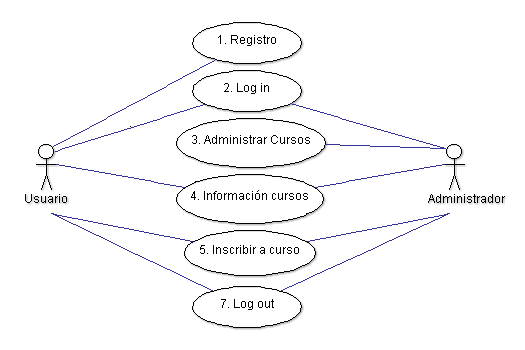 1. Registro
2. Log in
3. Administrar Cursos
4. Información cursos
Usuario
Administrador
5. Inscribir a curso
7. Log out